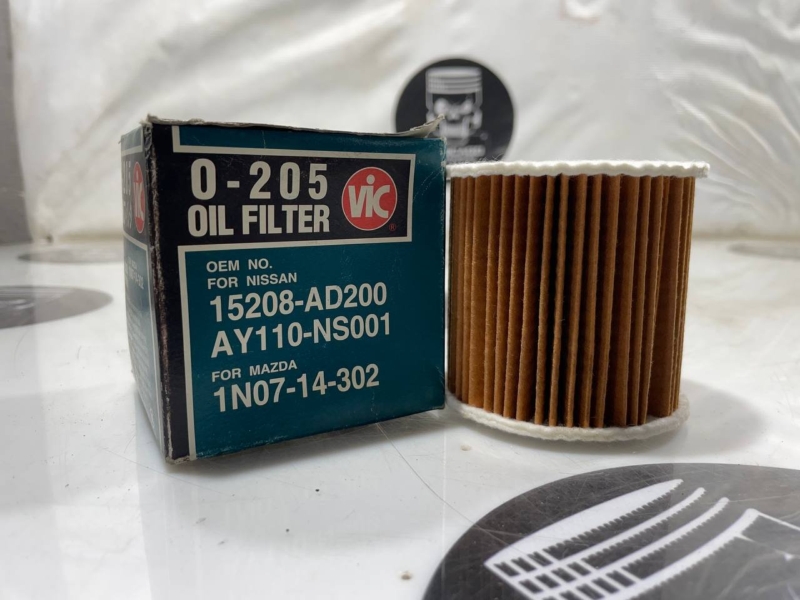 O-205
OIL FILTER
VIC
®
OEM NO.
FOR NISSAN
15208-AD200
AY110-NS001
FOR MAZDA
1N07-14-302